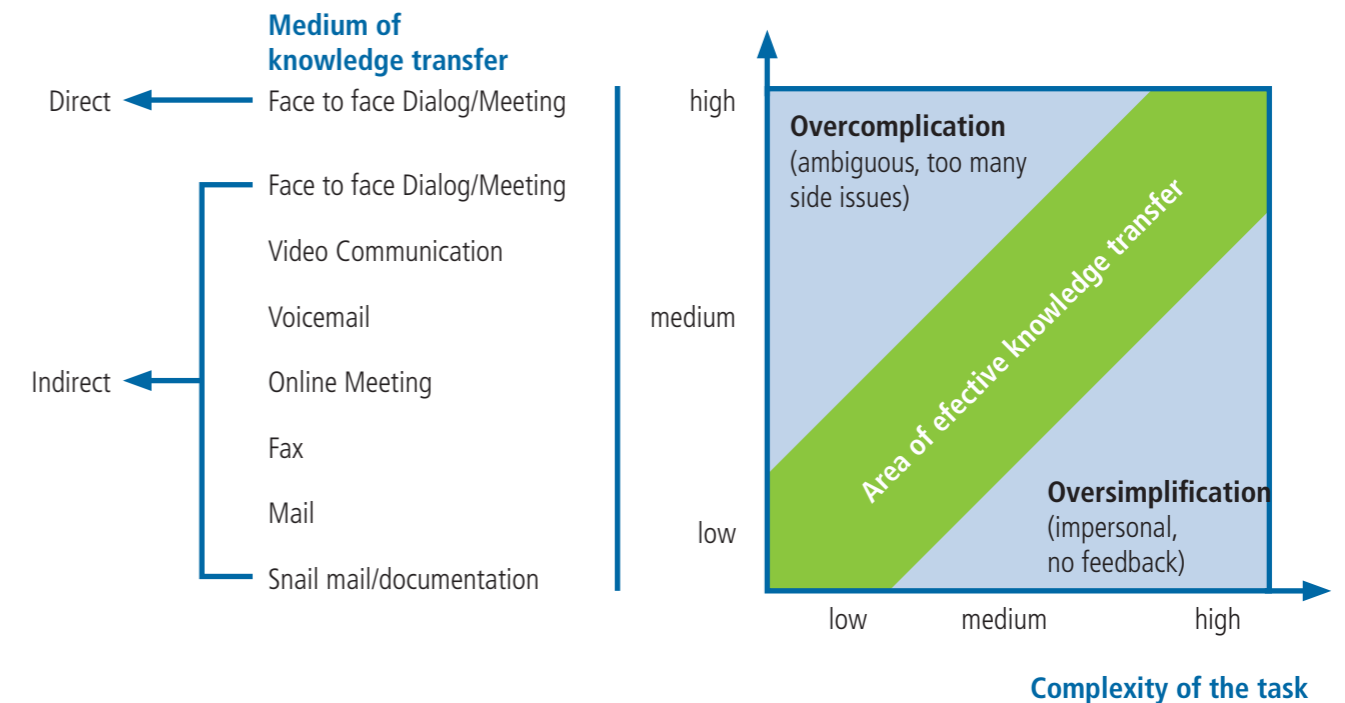 Medium of
knowledge transfer
Direct
Face to face Dialog/Meeting
Face to face Dialog/Meeting
Video Communication
Voicemail
Indirect
Online Meeting
Fax
Mail
Snail mail/documentation
high
medium
low
Overcomplication
(ambiguous, too many
side issues)
Area of efective knowledge transfer
Oversimplification
(impersonal,
no feedback)
low
medium
high
Complexity of the task